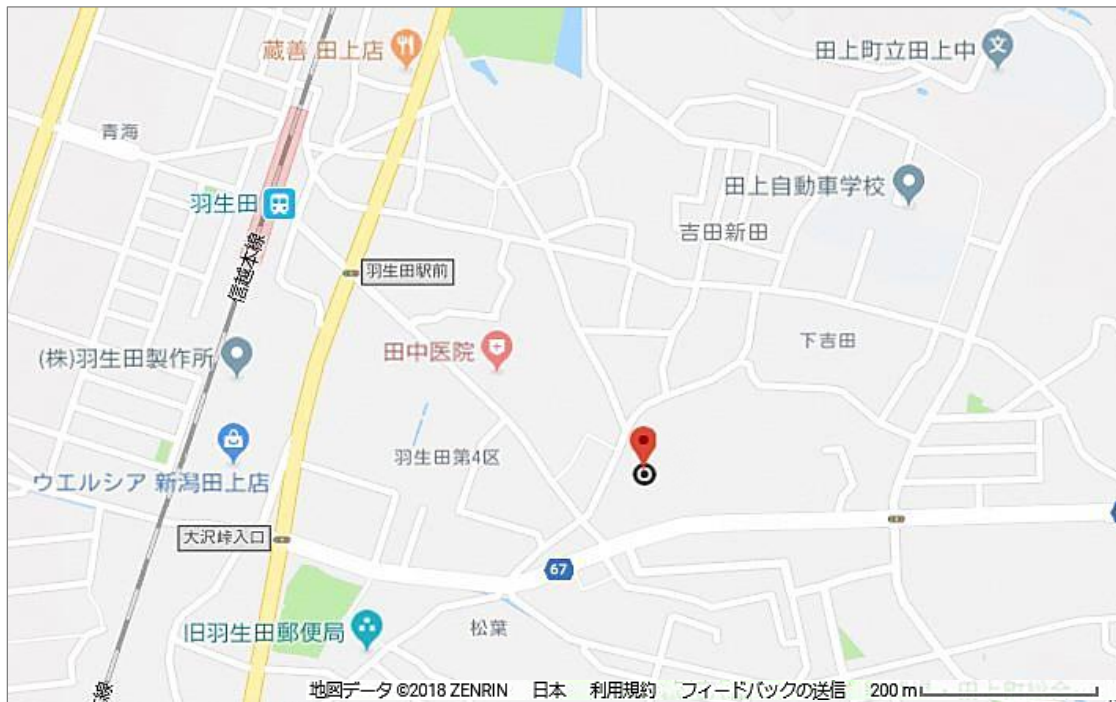 蔵善 田上店
田上町立田上中
文
青海
田上自動車学校
羽生田
吉田新田
信越本線
羽生田駅前
下吉田
田中医院
(株)羽生田製作所
羽生田第4区
ウエルシア 新潟田上店
大沢峠入口
67
旧羽生田郵便局
松葉
線
地図データ ©2018 ZENRIN 日本 利用規約 フィードバックの送信 200 m